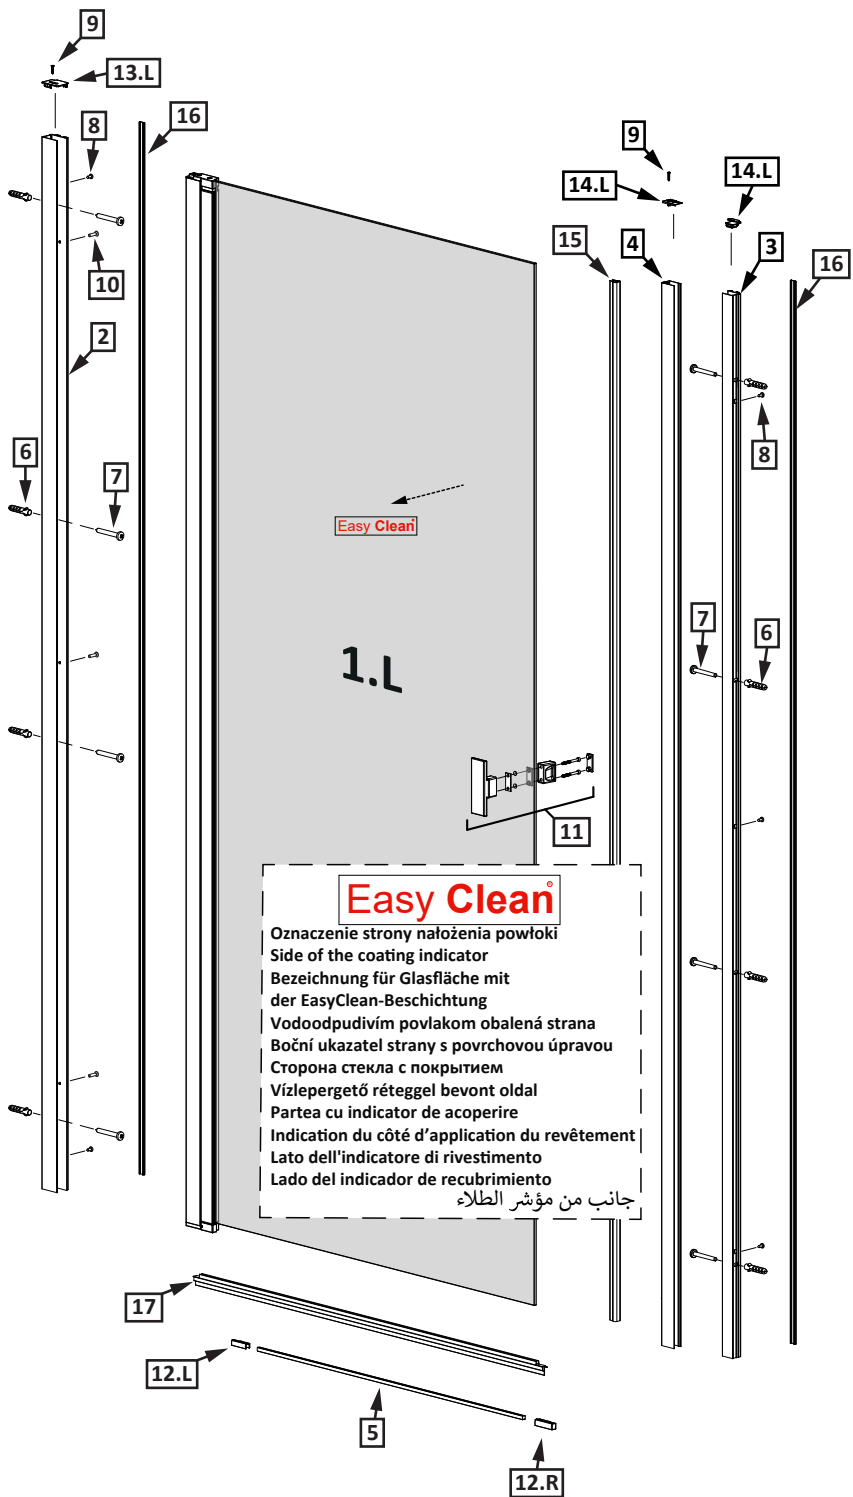 9
13.L
8
16
9
14.L
14.L
15
4
3
16
10
2
8
6
7
Easy Clean
1.L
7
6
11
Easy Clean®
Oznaczenie strony nałożenia powłoki
Side of the coating indicator
Bezeichnung für Glasfläche mit
der EasyClean-Beschichtung
Vodoodpudivím povlakom obalená strana
Boční ukazatel strany s povrchovou úpravou
Сторона стекла с покрытием
Vízlepergető réteggel bevont oldal
Partea cu indicator de acoperire
Indication du côté d’application du revêtement
Lato dell'indicatore di rivestimento
Lado del indicador de recubrimiento
جانب من مؤشر الطلاء
17
12.L
5
12.R